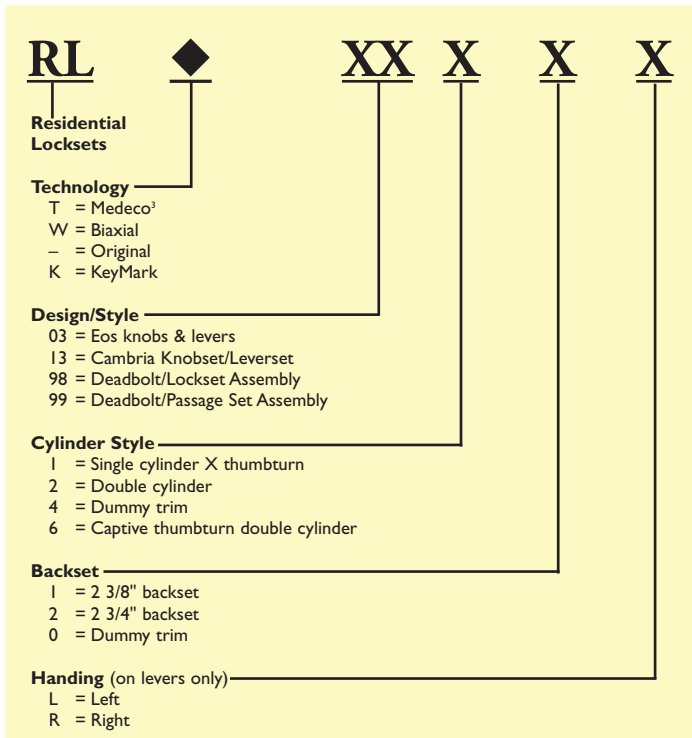 RL ◆ XX X X X
Residential
Locksets
Technology
T = Medeco³
W = Biaxial
– = Original
K = KeyMark
Design/Style
03 = Eos knobs & levers
13 = Cambria Knobset/Leverset
98 = Deadbolt/Lockset Assembly
99 = Deadbolt/Passage Set Assembly
Cylinder Style
1 = Single cylinder X thumbturn
2 = Double cylinder
4 = Dummy trim
6 = Captive thumbturn double cylinder
Backset
1 = 2 3/8" backset
2 = 2 3/4" backset
0 = Dummy trim
Handing (on levers only)
L = Left
R = Right